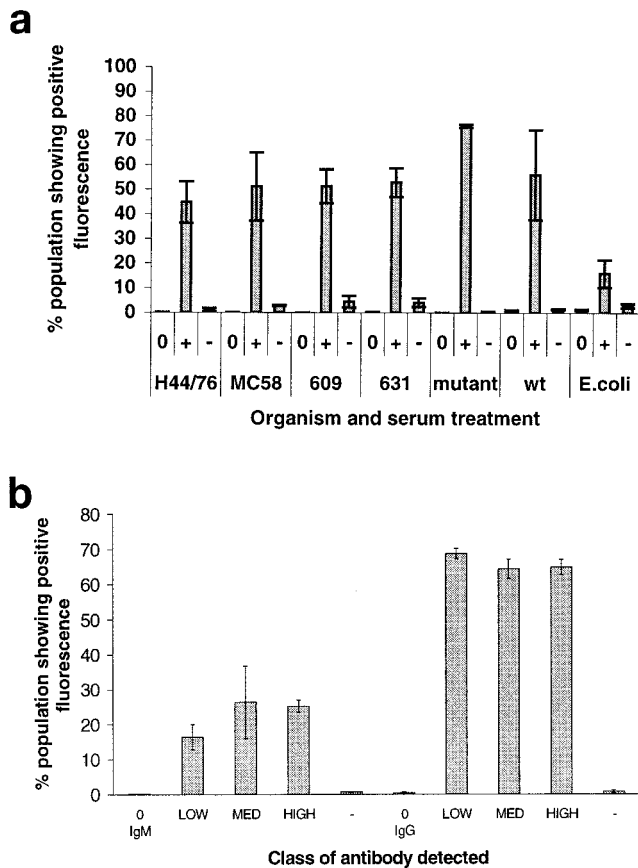 a
% population showing positive
fluorescence
100
90
80
70
60
50
40
30
20
10
0
0 + - 0 + - 0 + - 0 + - 0 + - 0 + - 0 + -
H44/76 MC58 609 631 mutant wt E.coli
Organism and serum treatment
b
% population showing positive
fluorescence
80
70
60
50
40
30
20
10
0
0 LOW MED HIGH - 0 LOW MED HIGH -
IgM IgG
Class of antibody detected